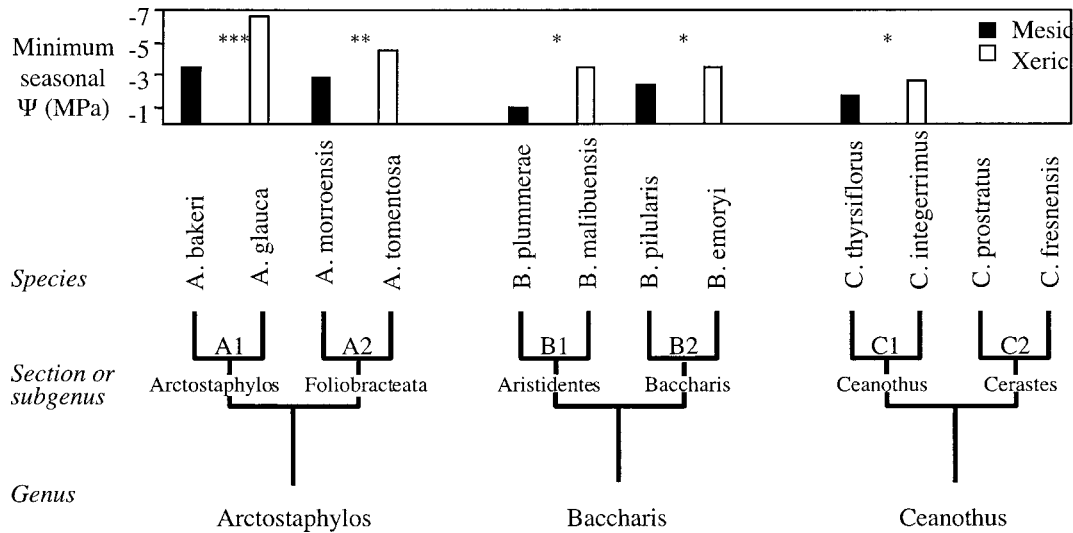 Minimum
seasonal
Ψ (MPa)
-7
-5
-3
-1
***
**
*
*
*
Mesic
Xeric
Species
A. bakeri
A. glauca
A. morroensis
A. tomentosa
B. plummerae
B. malibuensis
B. pilularis
B. emoryi
C. thyrsiflorus
C. integerrimus
C. prostratus
C. fresnensis
A1
A2
B1
B2
C1
C2
Section or
subgenus
Arctostaphylos
Foliobracteata
Aristidentes
Baccharis
Ceanothus
Cerastes
Genus
Arctostaphylos
Baccharis
Ceanothus